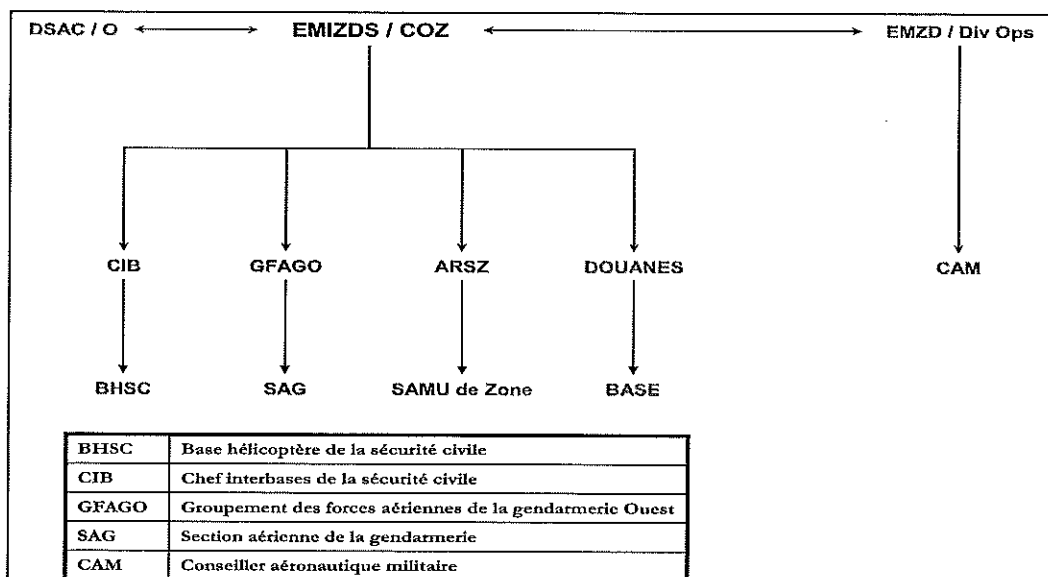 DSAC / O EMIZDS / COZ EMZD / Div Ops
CIB GFAGO ARSZ DOUANES CAM
BHSC SAG SAMU de Zone BASE
BHSC Base hélicoptère de la sécurité civile
CIB Chef interbases de la sécurité civile
GFAGO Groupement des forces aériennes de la gendarmerie Ouest
SAG Section aérienne de la gendarmerie
CAM Conseiller aéronautique militaire